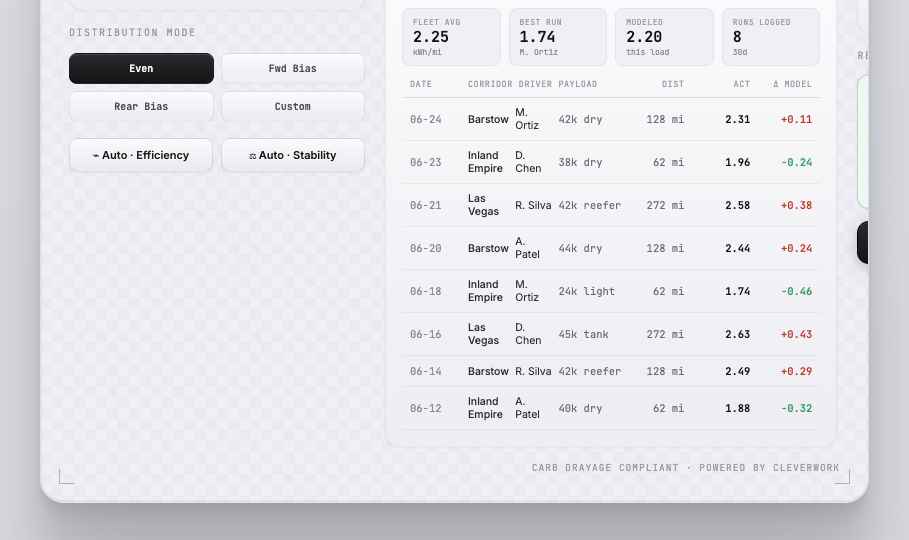 DISTRIBUTION MODE
Even
Fwd Bias
Rear Bias
Custom
Auto · Efficiency
Auto · Stability
FLEET AVG
2.25
kWh/mi
BEST RUN
1.74
M. Ortiz
MODELED
2.20
this load
RUNS LOGGED
8
30d
DATE CORRIDOR DRIVER PAYLOAD DIST ACT Δ MODEL
06-24 Barstow M. Ortiz 42k dry 128 mi 2.31 +0.11
06-23 Inland Empire D. Chen 38k dry 62 mi 1.96 -0.24
06-21 Las Vegas R. Silva 42k reefer 272 mi 2.58 +0.38
06-20 Barstow A. Patel 44k dry 128 mi 2.44 +0.24
06-18 Inland Empire M. Ortiz 24k light 62 mi 1.74 -0.46
06-16 Las Vegas D. Chen 45k tank 272 mi 2.63 +0.43
06-14 Barstow R. Silva 42k reefer 128 mi 2.49 +0.29
06-12 Inland Empire A. Patel 40k dry 62 mi 1.88 -0.32
CARB DRAYAGE COMPLIANT · POWERED BY CLEVERWORK